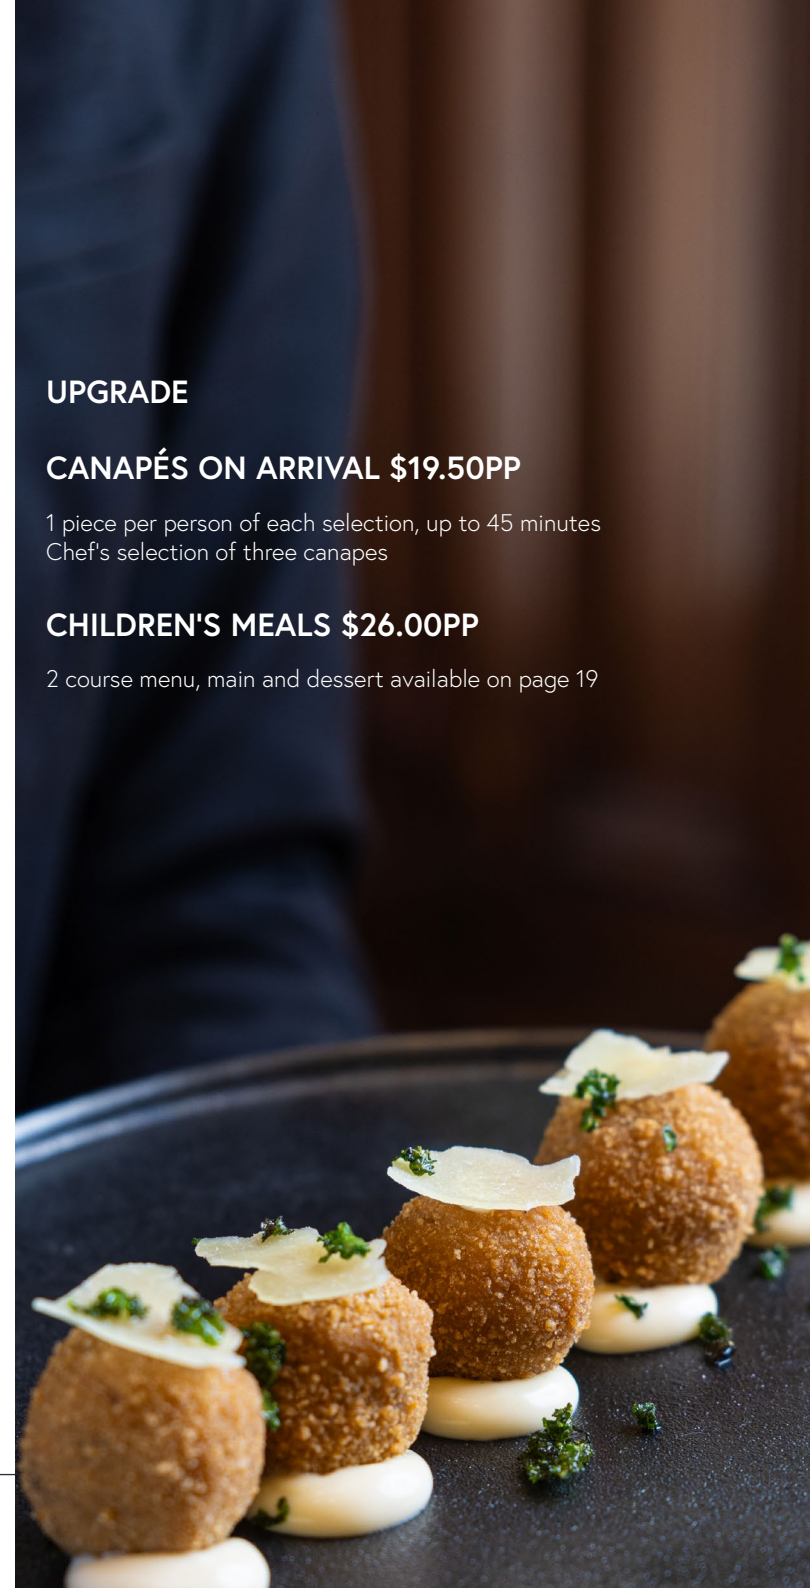 UPGRADE
CANAPÉS ON ARRIVAL $19.50PP
1 piece per person of each selection, up to 45 minutes
Chef's selection of three canapes
CHILDREN'S MEALS $26.00PP
2 course menu, main and dessert available on page 19